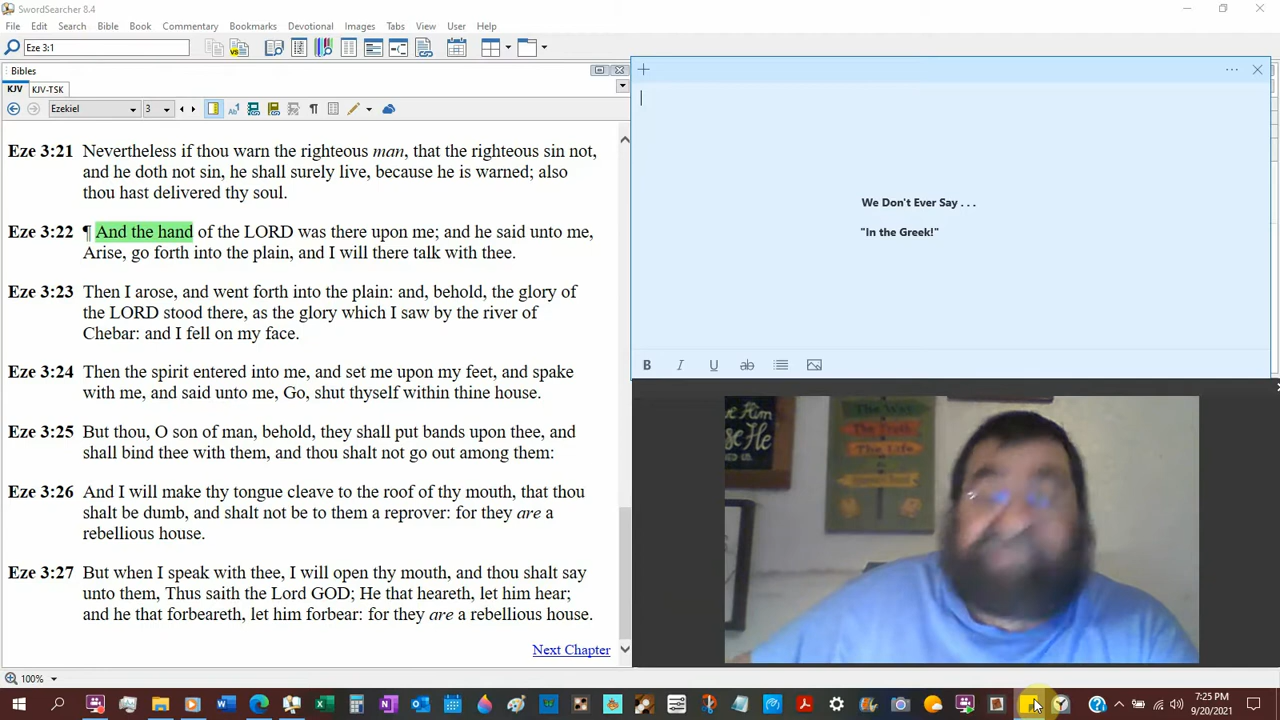 SwordSearcher 8.4
File Edit Search Bible Book Commentary Bookmarks Devotional Images Tabs View User Help
Eze 3:1
Bibles
KJV KJV-TSK
Ezekiel 3
Eze 3:21 Nevertheless if thou warn the righteous man, that the righteous sin not,
and he doth not sin, he shall surely live, because he is warned; also
thou hast delivered thy soul.
Eze 3:22 ¶ And the hand of the LORD was there upon me; and he said unto me,
Arise, go forth into the plain, and I will there talk with thee.
Eze 3:23 Then I arose, and went forth into the plain: and, behold, the glory of
the LORD stood there, as the glory which I saw by the river of
Chebar: and I fell on my face.
Eze 3:24 Then the spirit entered into me, and set me upon my feet, and spake
with me, and said unto me, Go, shut thyself within thine house.
Eze 3:25 But thou, O son of man, behold, they shall put bands upon thee, and
shall bind thee with them, and thou shalt not go out among them:
Eze 3:26 And I will make thy tongue cleave to the roof of thy mouth, that thou
shalt be dumb, and shalt not be to them a reprover: for they are a
rebellious house.
Eze 3:27 But when I speak with thee, I will open thy mouth, and thou shalt say
unto them, Thus saith the Lord GOD; He that heareth, let him hear;
and he that forbeareth, let him forbear: for they are a rebellious house.
Next Chapter
100%
We Don't Ever Say . . .
"In the Greek!"
B I U ab
The Way
The Truth
The Life
7:25 PM
9/20/2021